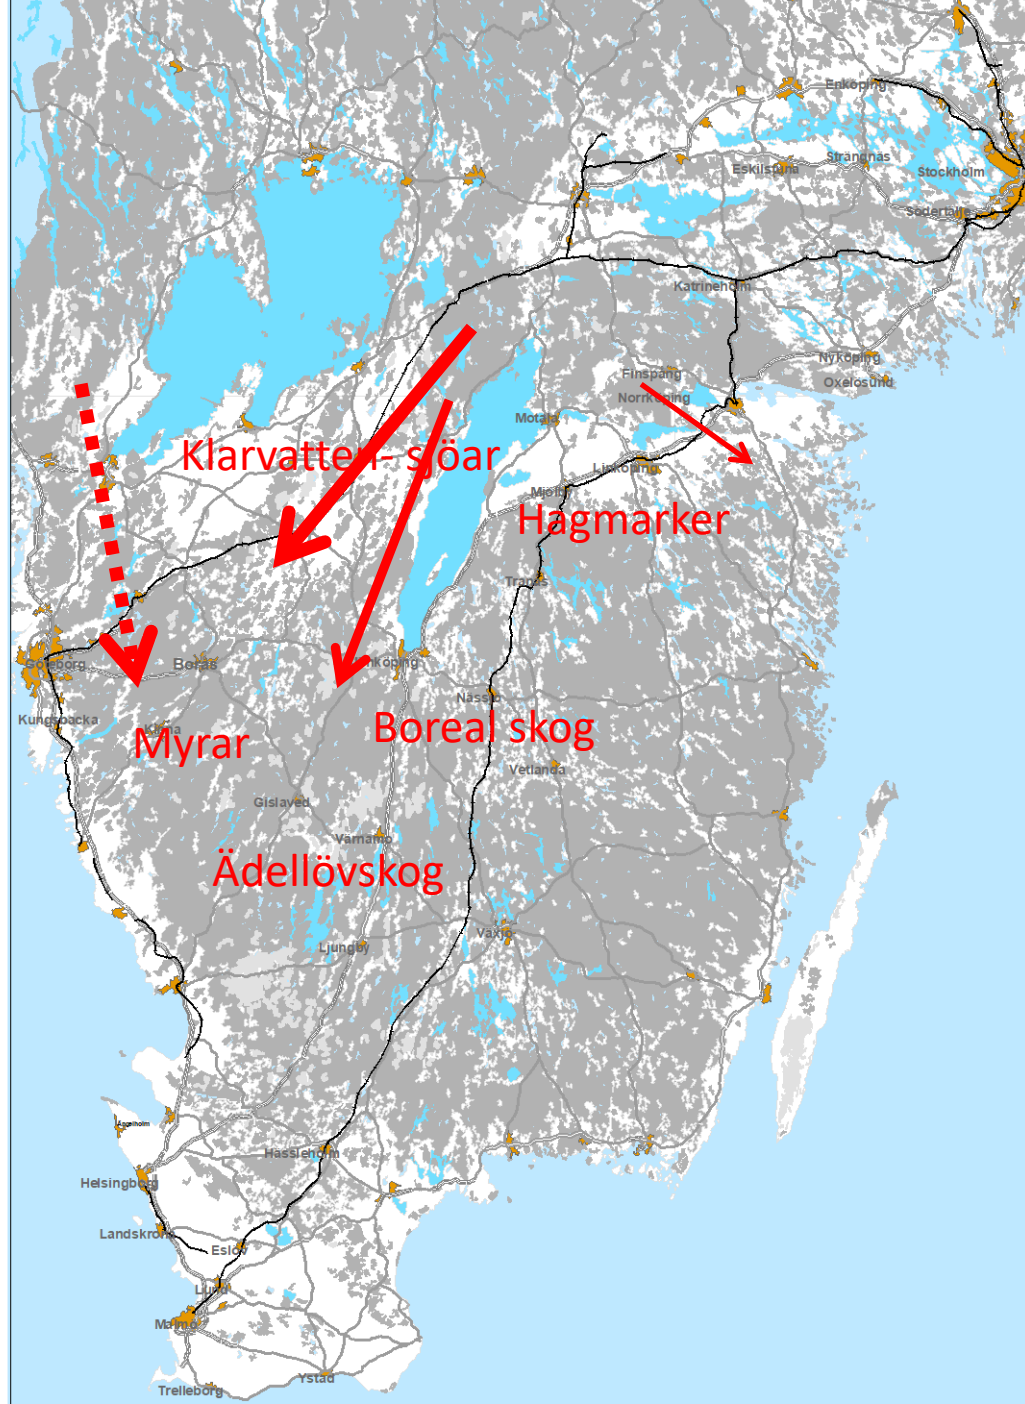 Enköping
Strängnäs
Eskilstuna
Stockholm
Södertälje
Katrineholm
Nyköping
Oxelösund
Finspång
Norrköping
Motala
Klarvatten- sjöar
Linköping
Mjölby
Hagmarker
Tranås
Göteborg
Borås
Jönköping
Nässjö
Kungsbacka
Kinna
Myrar
Boreal skog
Vetlanda
Gislaved
Värnamo
Ädellövskog
Växjö
Ljungby
Ängelholm
Hässleholm
Helsingborg
Landskrona
Eslöv
Lund
Malmö
Ystad
Trelleborg